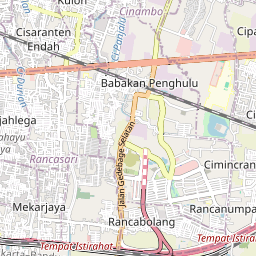 Kulon
Cinambo
Cisaranten
Endah
Cipa
Babakan Penghulu
Ci
Jalan Gedebage Selatan
jahlega
Rancasari
Cimincran
Mekarjaya
Rancanumpa
Rancabolang
Tempat Istirahat
Tempat Istira